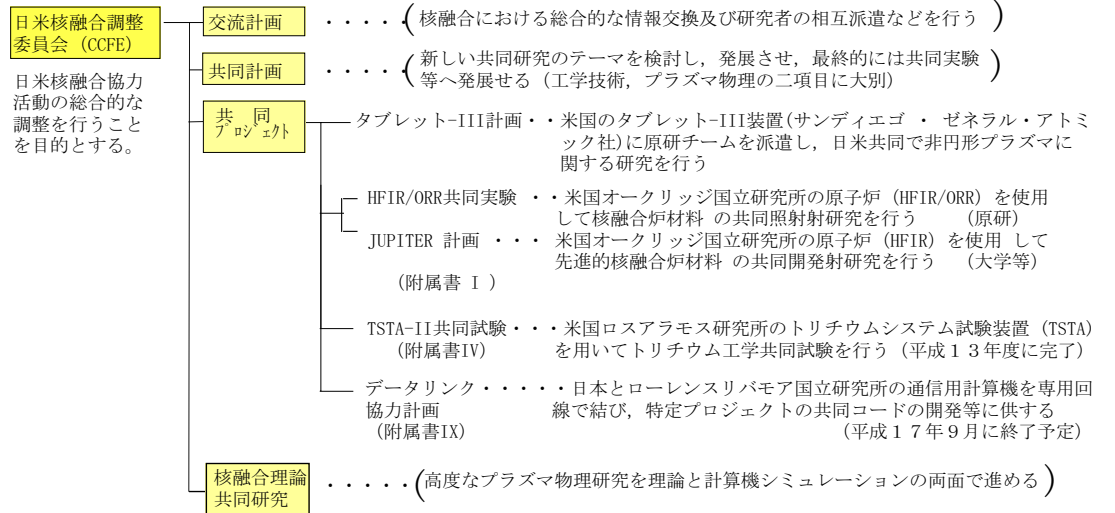 日米核融合調整
委員会 (CCFE)
日米核融合協力
活動の総合的な
調整を行うこと
を目的とする。
交流計画 ・・・・・(核融合における総合的な情報交換及び研究者の相互派遣などを行う)
共同計画 ・・・・・(新しい共同研究のテーマを検討し，発展させ，最終的には共同実験
等へ発展せる（工学技術，プラズマ物理の二項目に大別）)
共　同
プロジェクト
タブレット-III計画・・米国のタブレット-III装置(サンディエゴ ・ ゼネラル・アトミ
ック社)に原研チームを派遣し，日米共同で非円形プラズマに
関する研究を行う
HFIR/ORR共同実験 ・・米国オークリッジ国立研究所の原子炉（HFIR/ORR）を使用
して核融合炉材料 の共同照射射研究を行う　　(原研)
JUPITER 計画 ・・・ 米国オークリッジ国立研究所の原子炉（HFIR）を使用 して
先進的核融合炉材料 の共同開発射研究を行う　（大学等）
(附属書 I )
TSTA-II共同試験・・・米国ロスアラモス研究所のトリチウムシステム試験装置（TSTA）
(附属書IV)　を用いてトリチウム工学共同試験を行う（平成１３年度に完了）
データリンク・・・・・日本とローレンスリバモア国立研究所の通信用計算機を専用回
協力計画　線で結び，特定プロジェクトの共同コードの開発等に供する
(附属書IX)　(平成１７年９月に終了予定)
核融合理論
共同研究 ・・・・・(高度なプラズマ物理研究を理論と計算機シミュレーションの両面で進める)